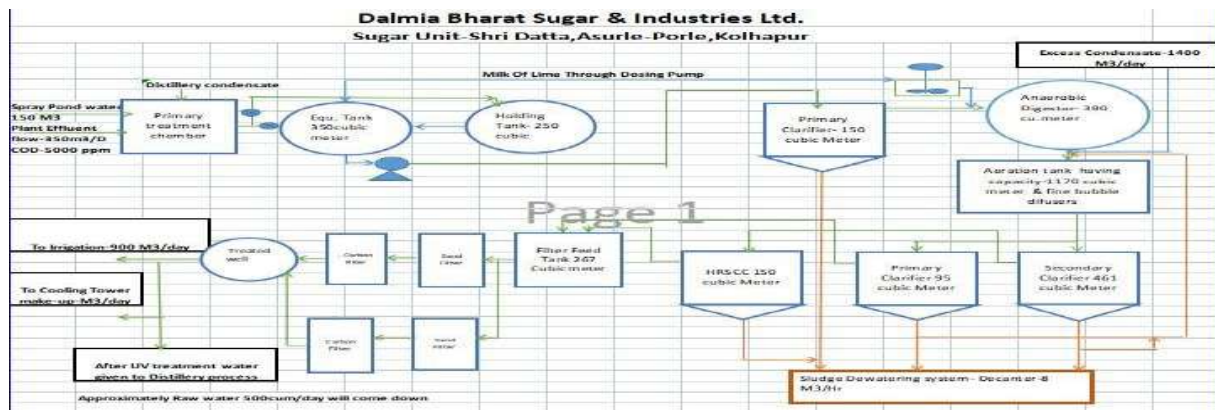 Dalmia Bharat Sugar & Industries Ltd.
Sugar Unit-Shri Datta,Asurle-Porle,Kolhapur
Excess Condensate-1400
M3/day
Milk Of Lime Through Dosing Pump
Distillery condensate
Spray Pond water
150 M3
Plant Effluent
flow-350m3/D
COD-5000 ppm
Primary
treatment
chamber
Equ. Tank
350cubic
meter
Holding
Tank- 250
cubic
Primary
Clarifier- 150
cubic Meter
Anaerobic
Digestor- 390
cu.meter
Aeration tank having
capacity-1170 cubic
meter & fine bubble
difusers
Page 1
To Irrigation-900 M3/day
Treated
well
Carbon
Filter
Sand
Filter
Filter Feed
Tank 267
Cubic meter
HRSCC 150
cubic Meter
Primary
Clarifier 95
cubic Meter
Secondary
Clarifier 461
cubic Meter
To Cooling Tower
make-up-M3/day
Carbon
Filter
Sand
Filter
After UV treatment water
given to Distillery process
Sludge Dewatering system- Decanter-8
M3/Hr
Approximately Raw water 500cum/day will come down